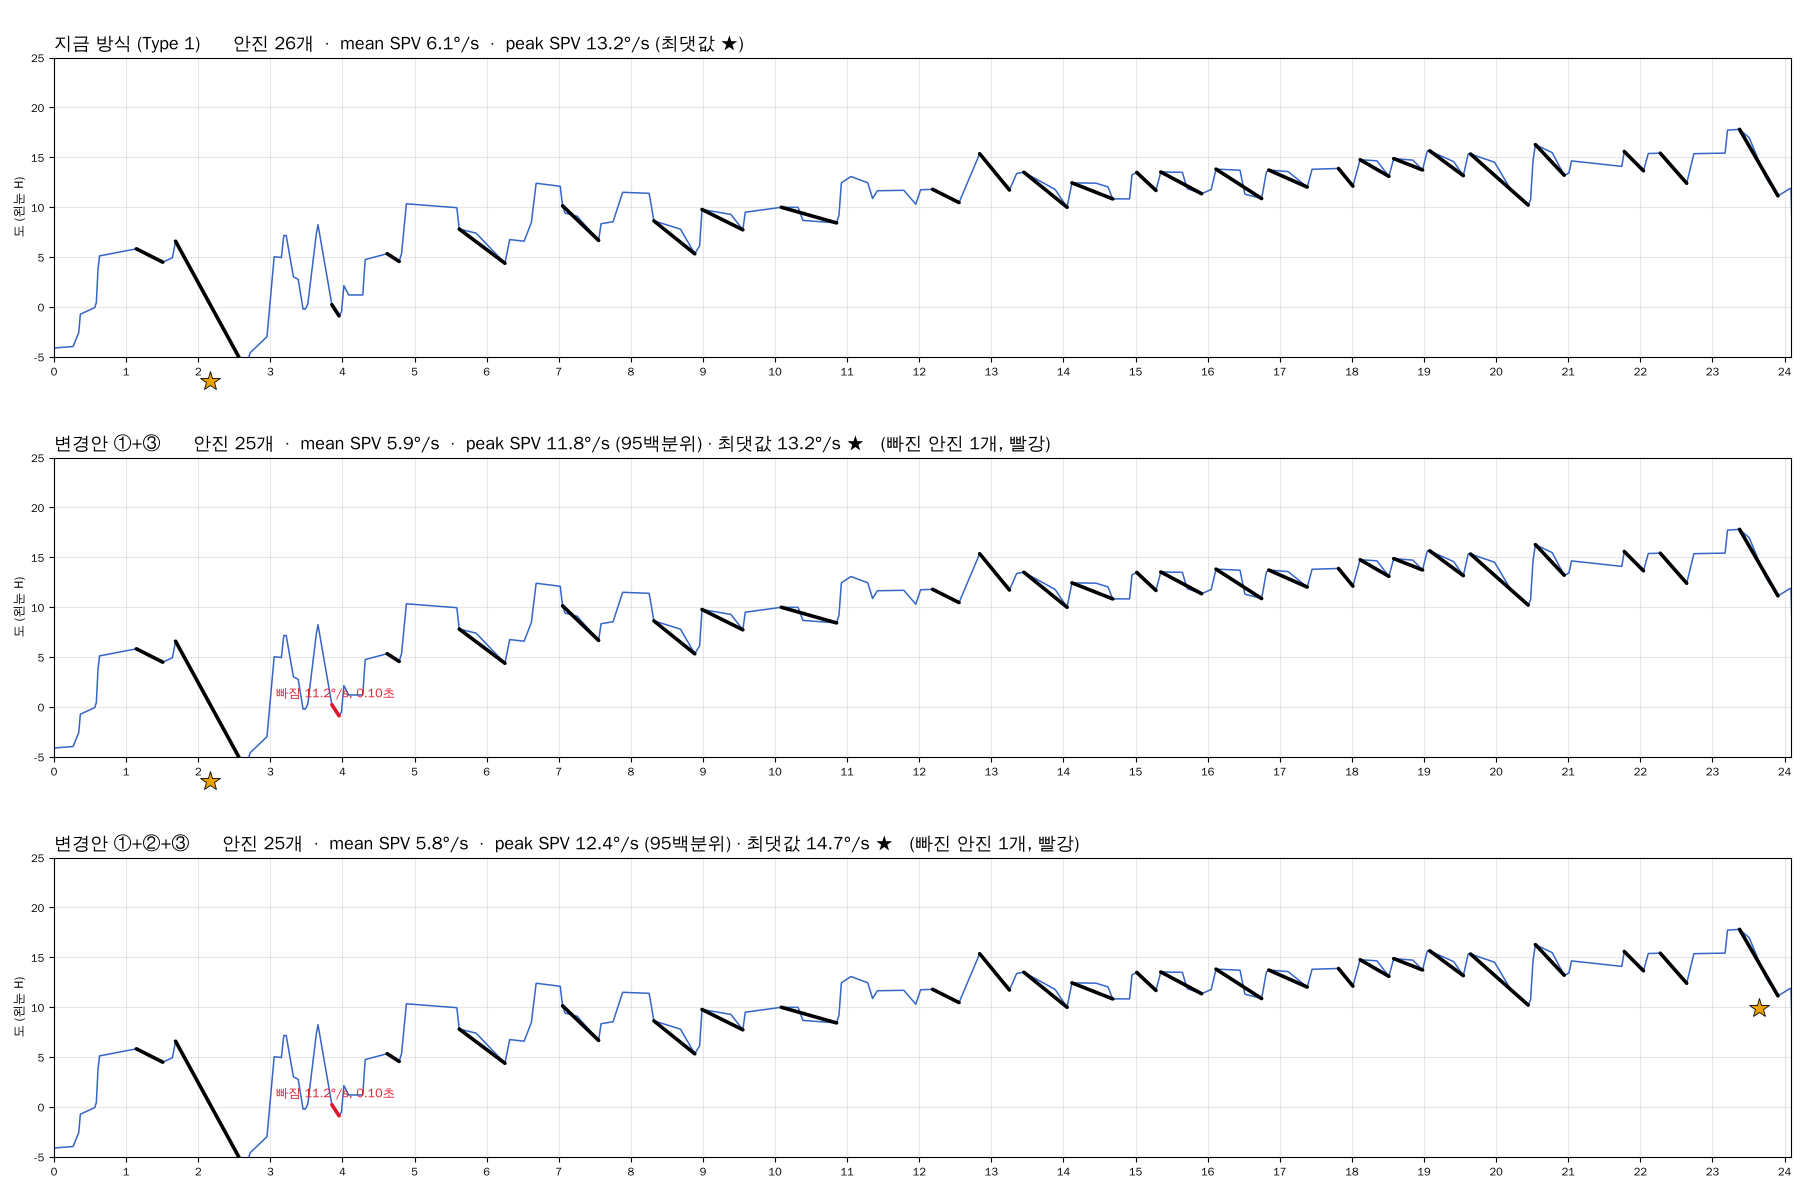 지금 방식 (Type 1) 안진 26개 · mean SPV 6.1°/s · peak SPV 13.2°/s (최댓값 ★)
25
20
15
10
5
0
-5
도 (왼눈 H)
0 1 2 3 4 5 6 7 8 9 10 11 12 13 14 15 16 17 18 19 20 21 22 23 24
변경안 ①+③ 안진 25개 · mean SPV 5.9°/s · peak SPV 11.8°/s (95백분위) · 최댓값 13.2°/s ★ (빠진 안진 1개, 빨강)
25
20
15
10
5
0
-5
도 (왼눈 H)
빠짐 11.2°/s, 0.10초
0 1 2 3 4 5 6 7 8 9 10 11 12 13 14 15 16 17 18 19 20 21 22 23 24
변경안 ①+②+③ 안진 25개 · mean SPV 5.8°/s · peak SPV 12.4°/s (95백분위) · 최댓값 14.7°/s ★ (빠진 안진 1개, 빨강)
25
20
15
10
5
0
-5
도 (왼눈 H)
빠짐 11.2°/s, 0.10초
0 1 2 3 4 5 6 7 8 9 10 11 12 13 14 15 16 17 18 19 20 21 22 23 24